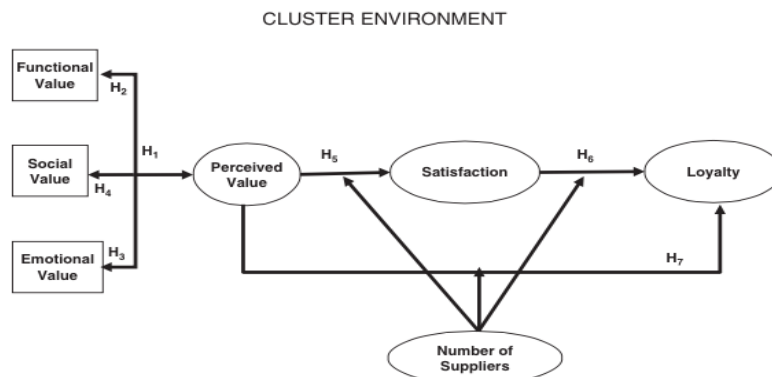 CLUSTER ENVIRONMENT
Functional
Value
H2
Social
Value
H4
H1
Emotional
Value
H3
Perceived
Value
H5
Satisfaction
H6
Loyalty
H7
Number of
Suppliers